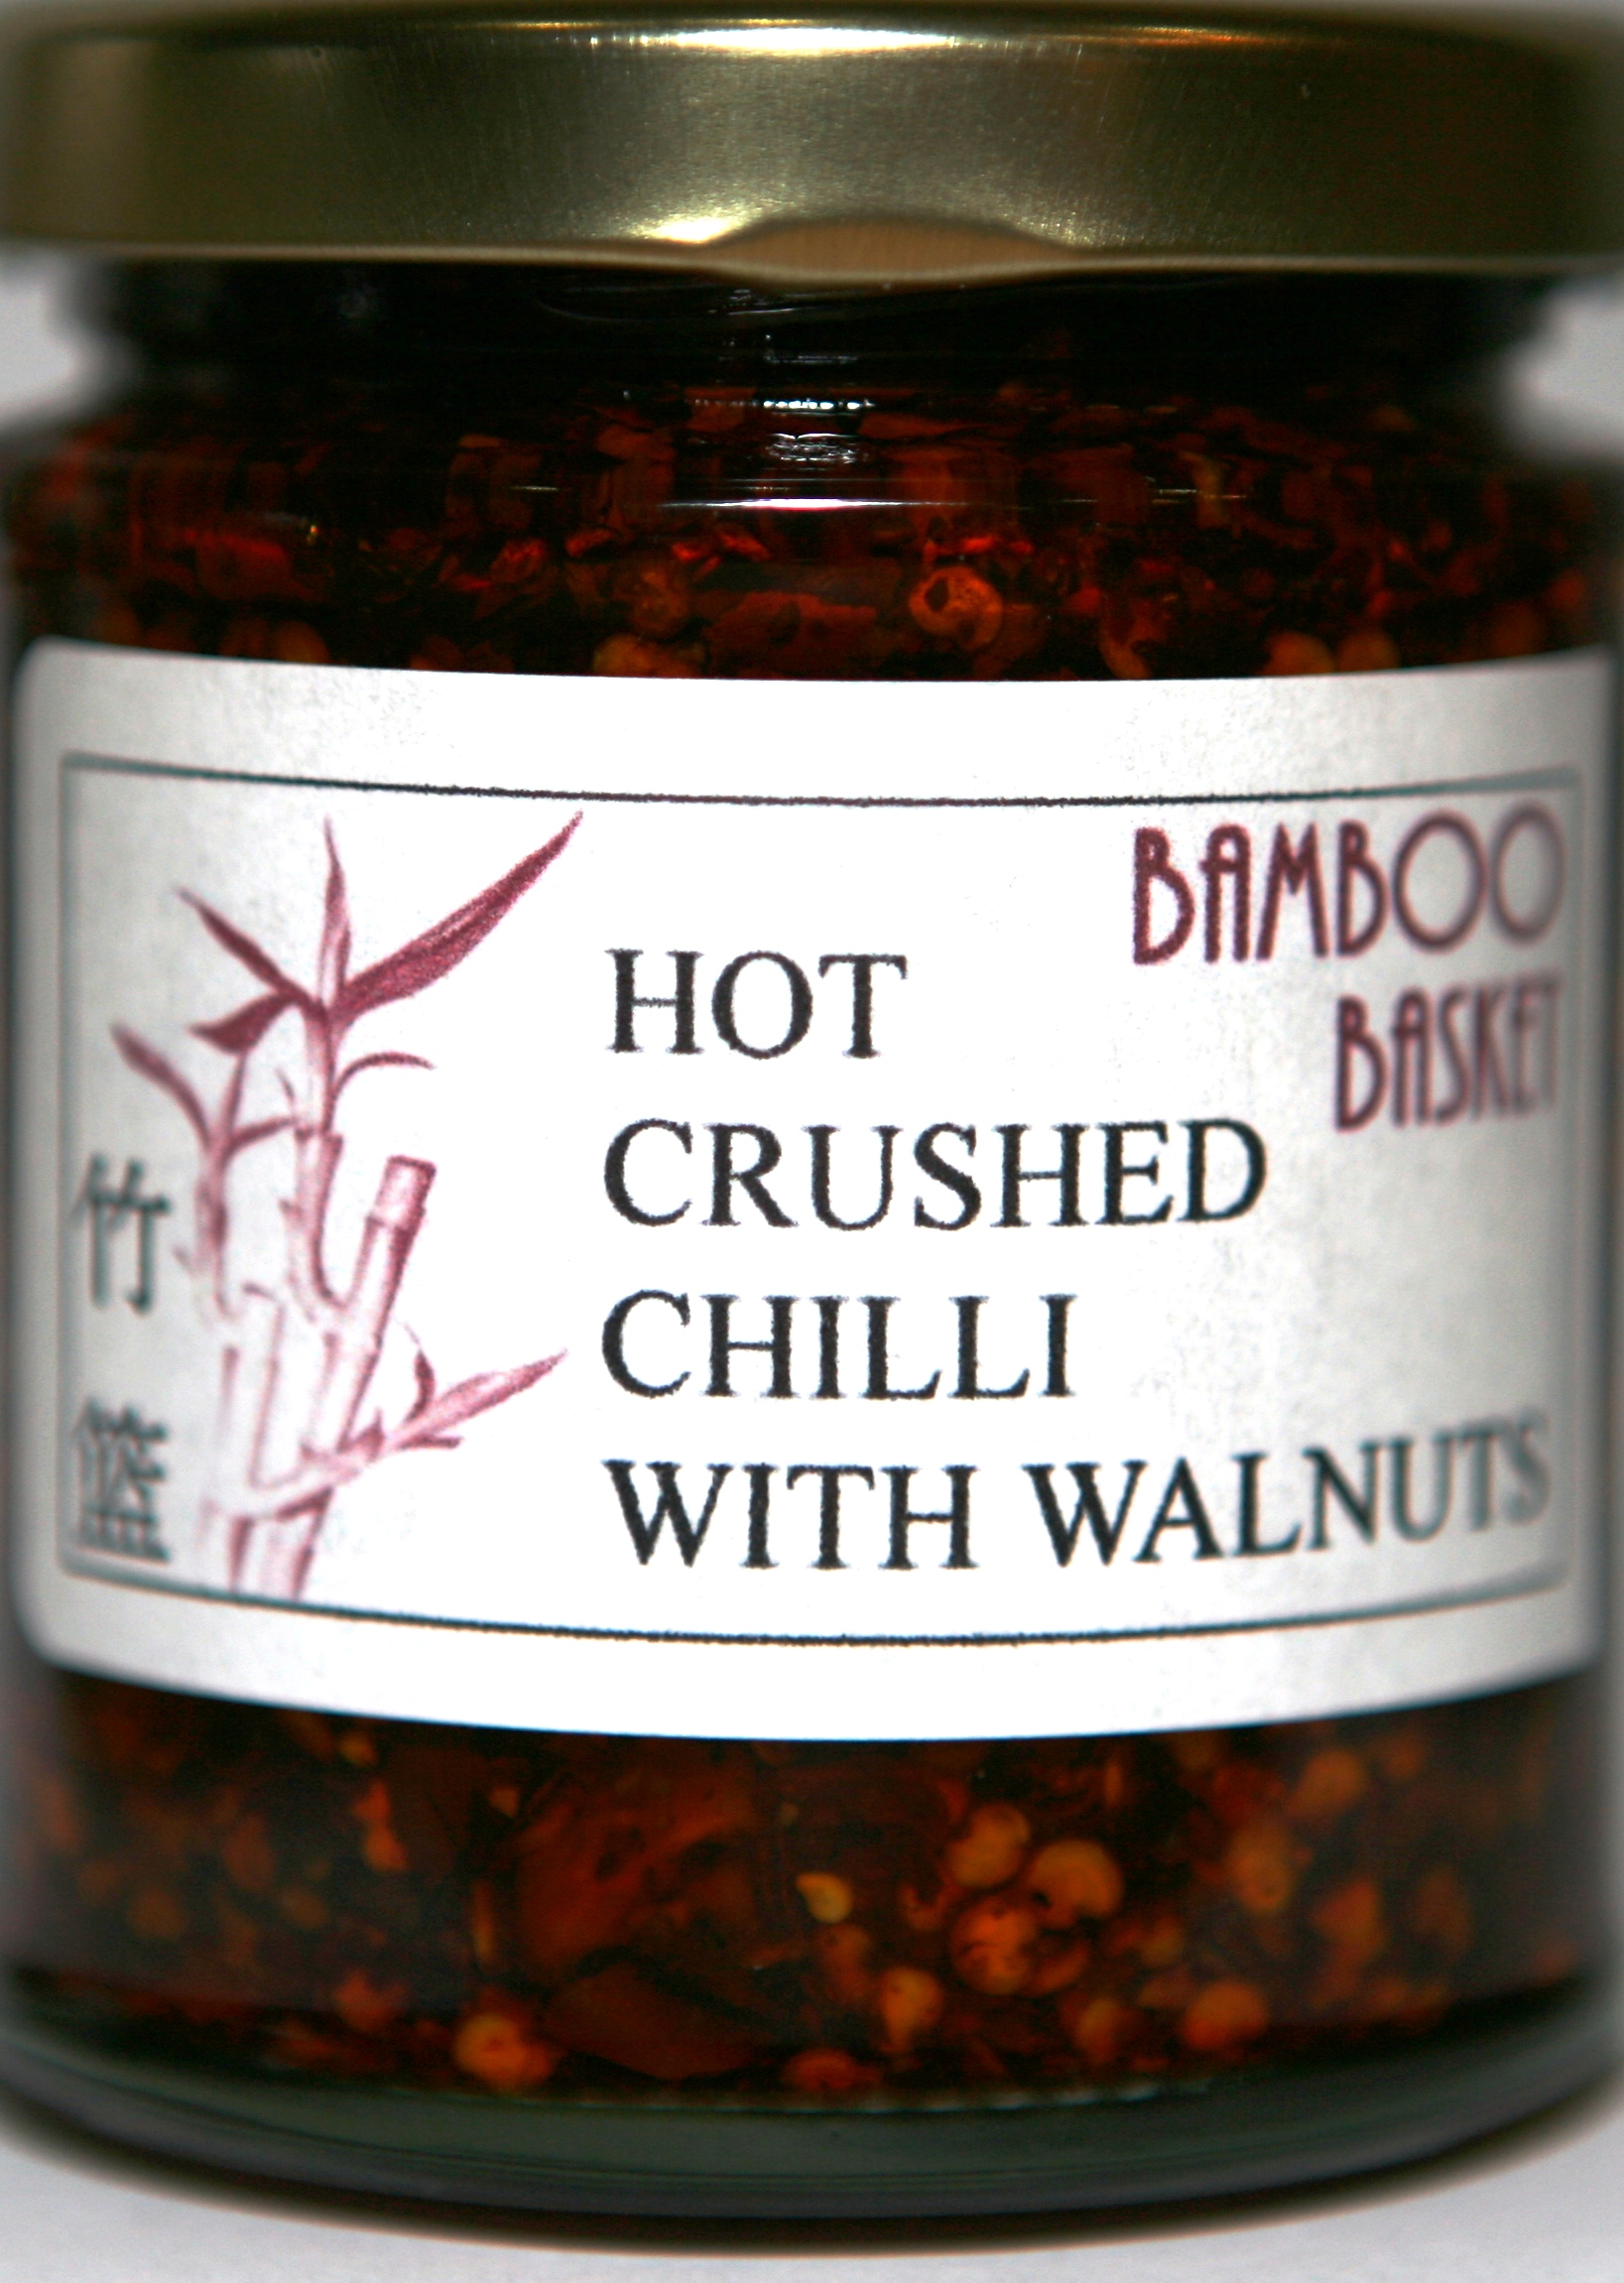 BAMBOO
BASKET
HOT
CRUSHED
CHILLI
WITH WALNUTS
竹
籃